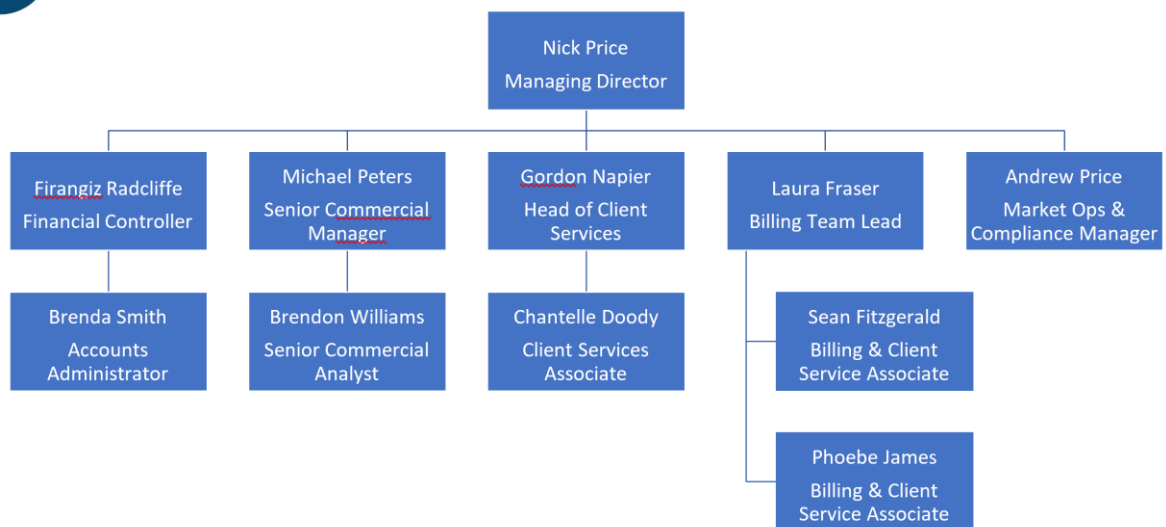 Nick Price
Managing Director
Firangiz Radcliffe
Financial Controller
Michael Peters
Senior Commercial
Manager
Gordon Napier
Head of Client
Services
Laura Fraser
Billing Team Lead
Andrew Price
Market Ops &
Compliance Manager
Brenda Smith
Accounts
Administrator
Brendon Williams
Senior Commercial
Analyst
Chantelle Doody
Client Services
Associate
Sean Fitzgerald
Billing & Client
Service Associate
Phoebe James
Billing & Client
Service Associate